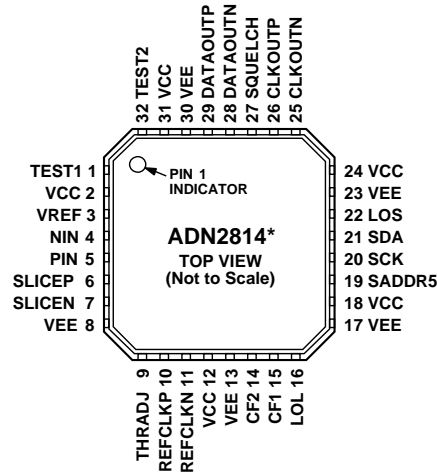 32 TEST2
31 VCC
30 VEE
29 DATAOUTP
28 DATAOUTN
27 SQUELCH
26 CLKOUTP
25 CLKOUTN
TEST1 1
VCC 2
VREF 3
NIN 4
PIN 5
SLICEP 6
SLICEN 7
VEE 8
PIN 1
INDICATOR
ADN2814*
TOP VIEW
(Not to Scale)
24 VCC
23 VEE
22 LOS
21 SDA
20 SCK
19 SADDR5
18 VCC
17 VEE
THRADJ 9
REFCLKP 10
REFCLKN 11
VCC 12
VEE 13
CF2 14
CF1 15
LOL 16